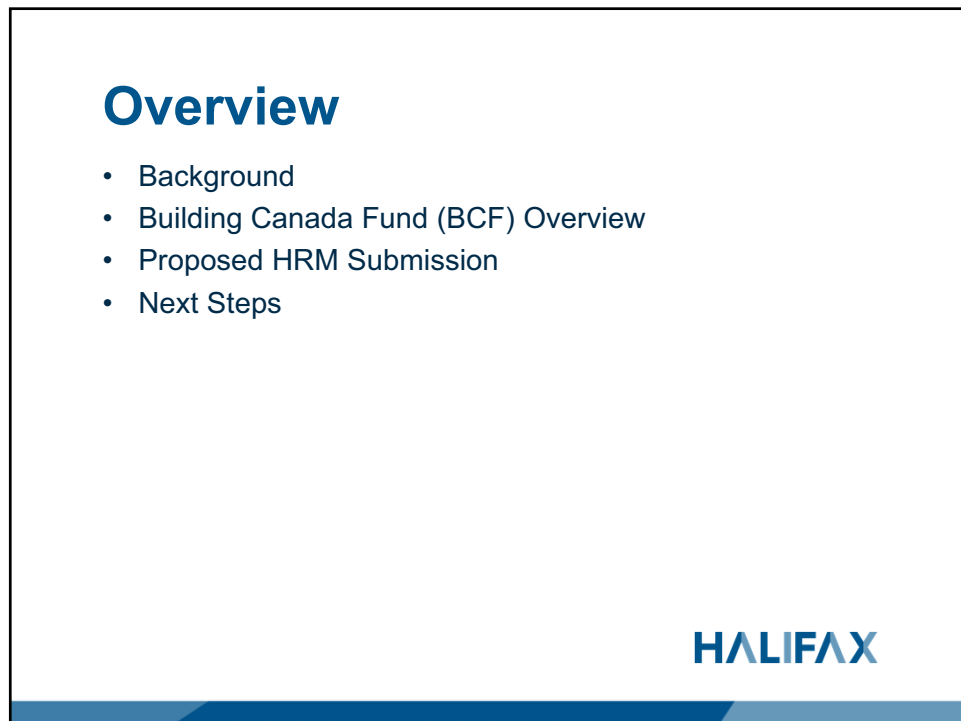 Overview
• Background
• Building Canada Fund (BCF) Overview
• Proposed HRM Submission
• Next Steps
HALIFAX